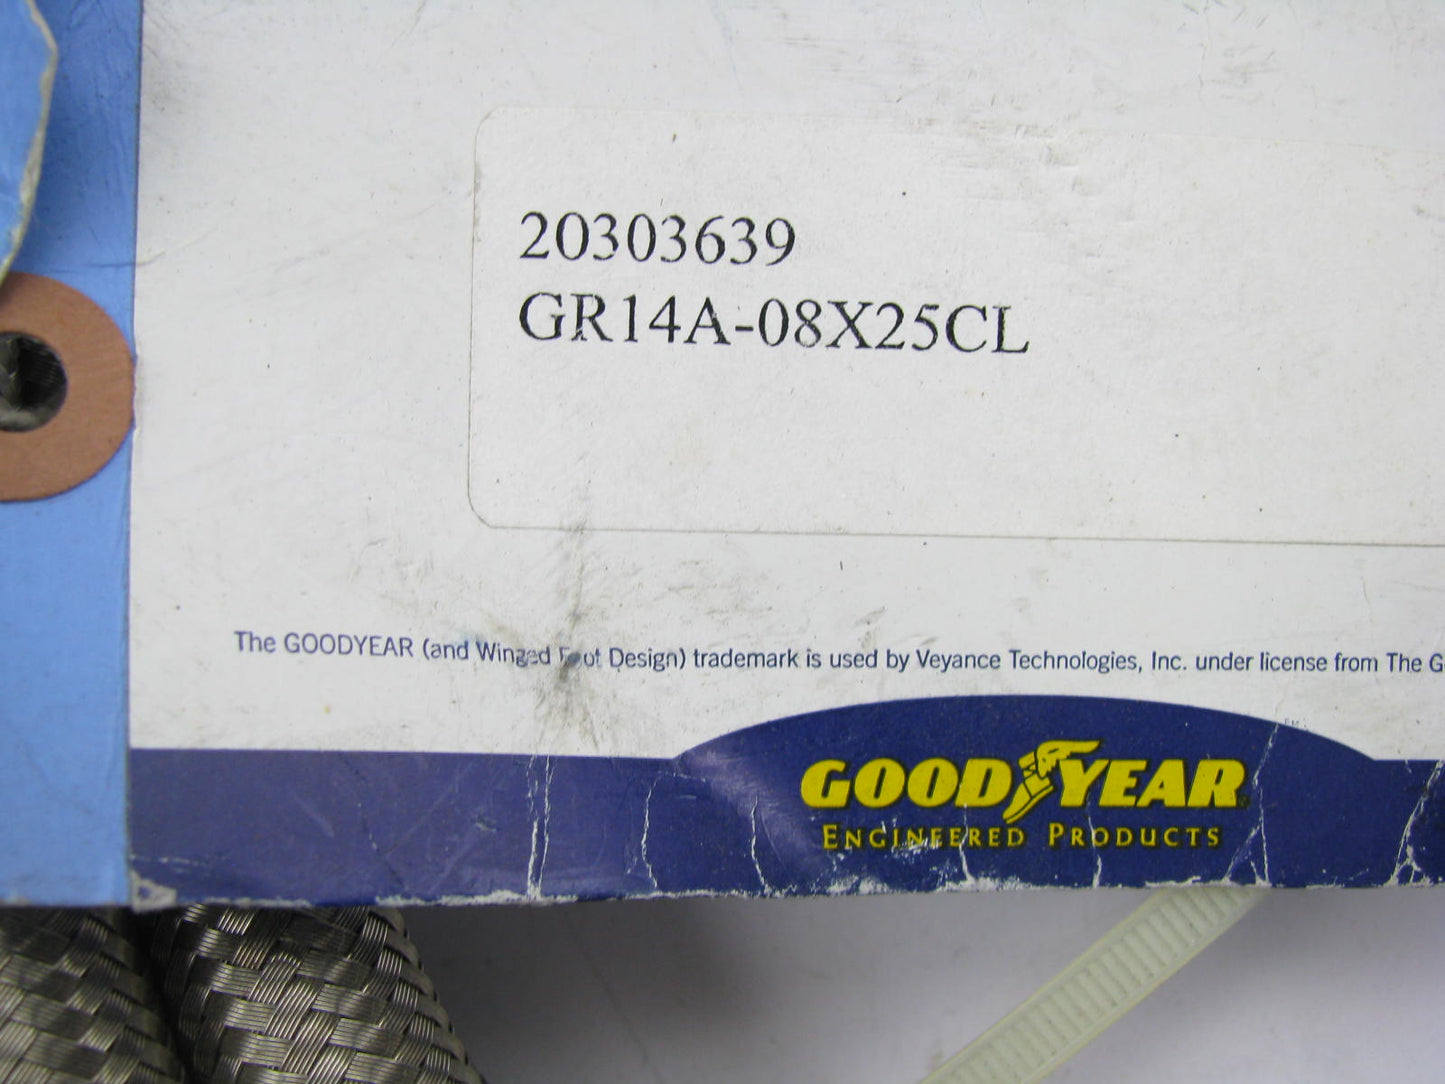 20303639
GR14A-08X25CL
The GOODYEAR (and Winged Foot Design) trademark is used by Veyance Technologies, Inc. under license from The G
GOODYEAR
ENGINEERED PRODUCTS